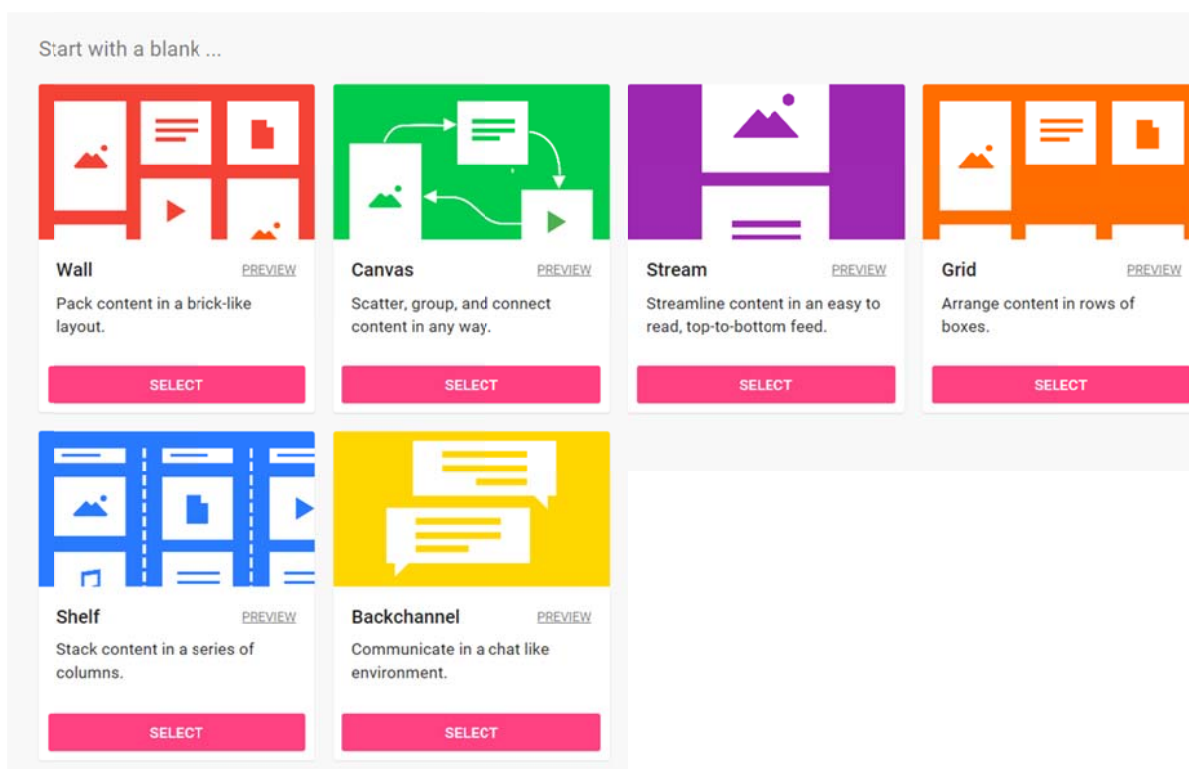 Start with a blank ...
Wall PREVIEW
Pack content in a brick-like
layout.
SELECT
Canvas PREVIEW
Scatter, group, and connect
content in any way.
SELECT
Stream PREVIEW
Streamline content in an easy to
read, top-to-bottom feed.
SELECT
Grid PREVIEW
Arrange content in rows of
boxes.
SELECT
Shelf PREVIEW
Stack content in a series of
columns.
SELECT
Backchannel PREVIEW
Communicate in a chat like
environment.
SELECT